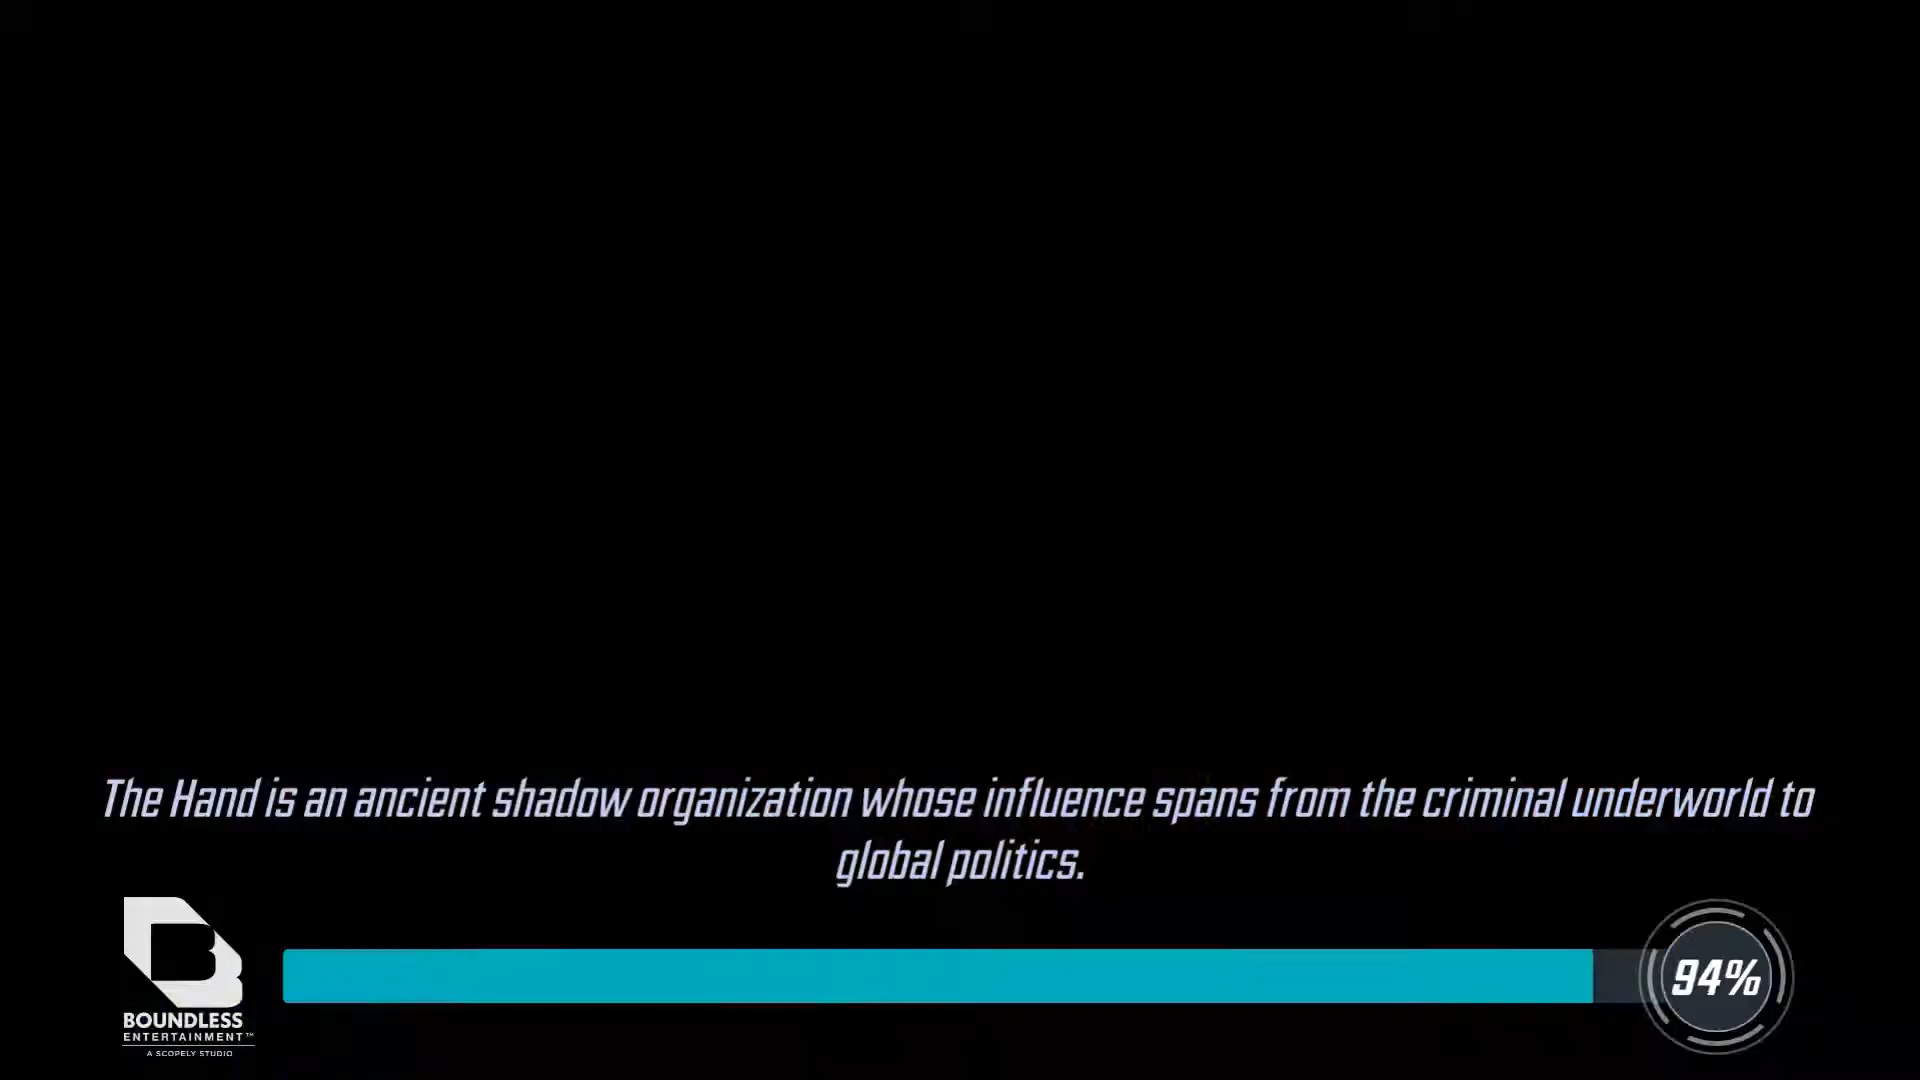 The Hand is an ancient shadow organization whose influence spans from the criminal underworld to
global politics.
94%
BOUNDLESS
ENTERTAINMENT™
A SCOPELY STUDIO